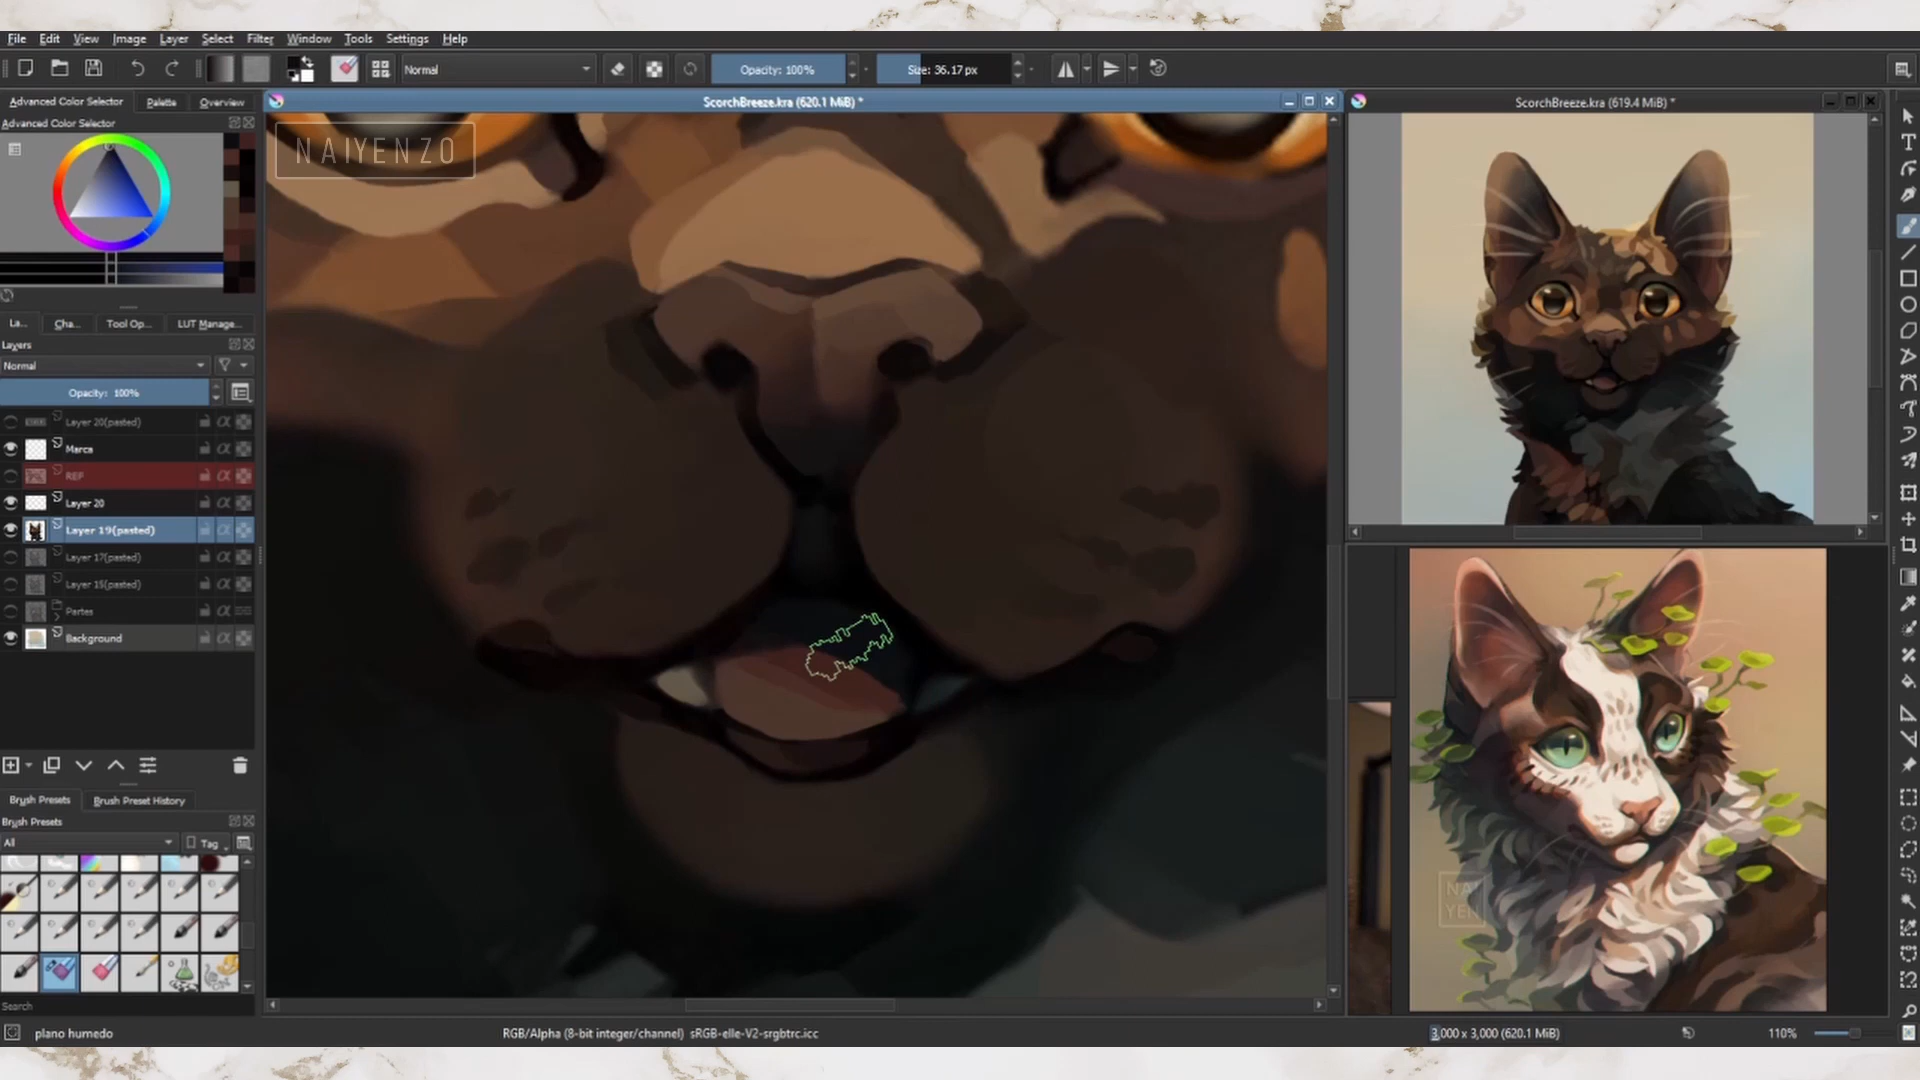 File Edit View Image Layer Select Filter Window Tools Settings Help
Normal
Opacity: 100%
Size: 36.17 px
Advanced Color Selector Palette Overview
Advanced Color Selector
ScorchBreeze.kra (620.1 MiB) *
ScorchBreeze.kra (619.4 MiB) *
NAIYENZO
La... Cha... Tool Op... LUT Manage...
Layers
Normal
Opacity: 100%
Layer 20(pasted)
Marca
REF
Layer 20
Layer 19(pasted)
Layer 17(pasted)
Layer 15(pasted)
Partes
Background
Brush Presets Brush Preset History
Brush Presets
All
Tag
Search
NAI
YEN
plano humedo
RGB/Alpha (8-bit integer/channel) sRGB-elle-V2-srgbtrc.icc
3,000 x 3,000 (620.1 MiB)
110%